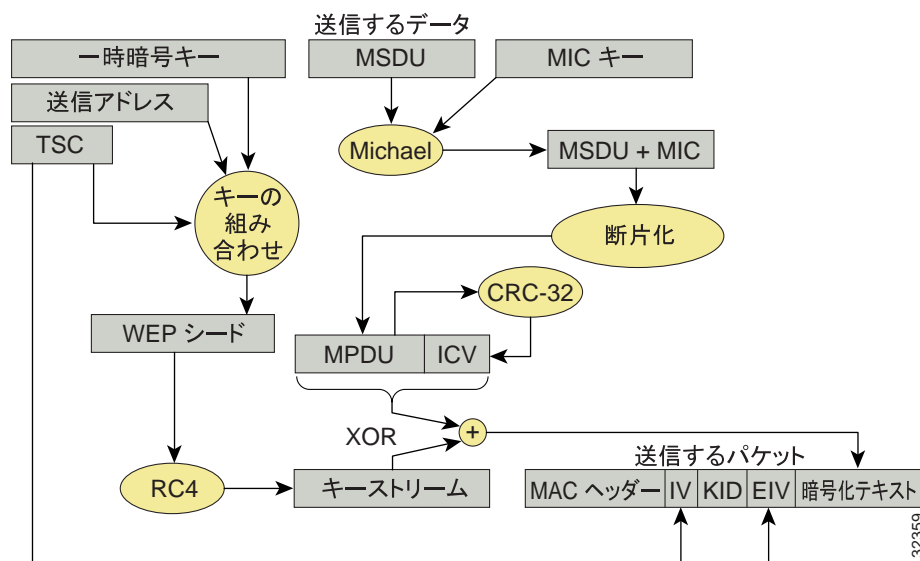 送信するデータ
一時暗号キー
MSDU
MIC キー
送信アドレス
TSC
Michael
MSDU + MIC
キーの
組み
合わせ
断片化
CRC-32
WEP シード
MPDU
ICV
XOR
+
送信するパケット
RC4
キーストリーム
MAC ヘッダー
IV
KID
EIV
暗号化テキスト
32359